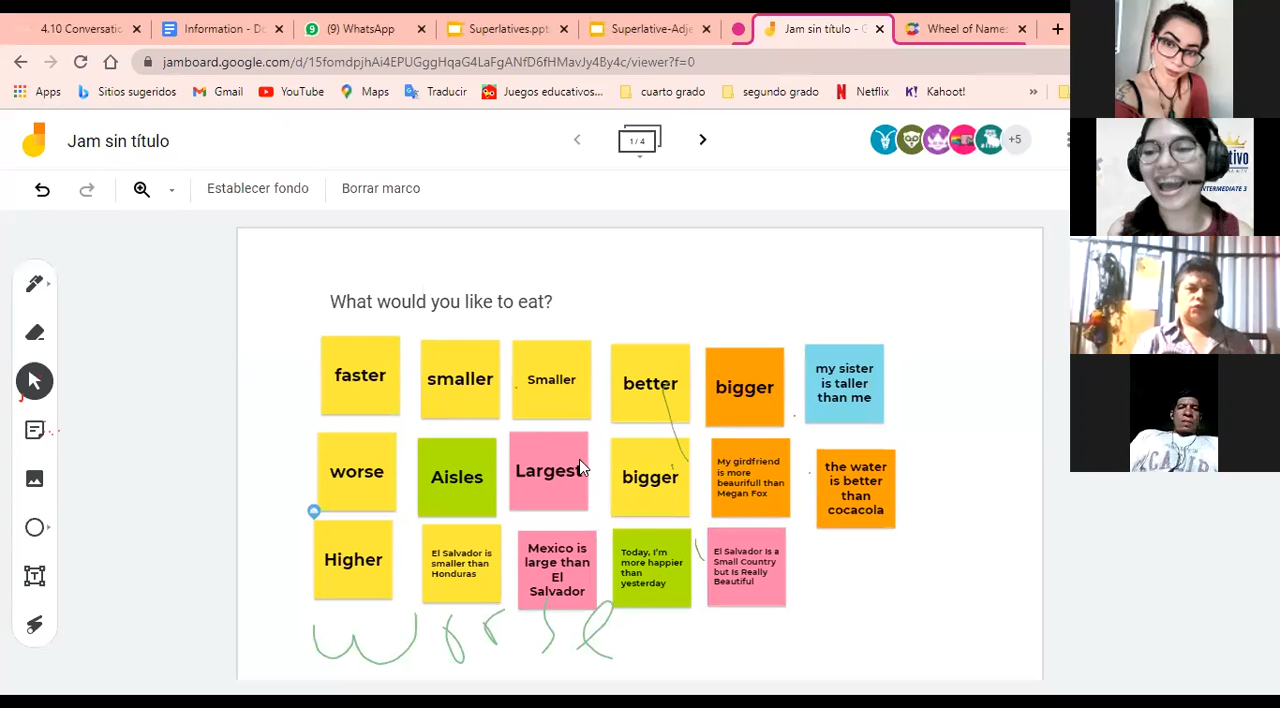 4.10 Conversatic
Information - Do
(9) WhatsApp
Superlatives.ppt
Superlative-Adje
Jam sin título - G
Wheel of Names
jamboard.google.com/d/15fomdpjhAi4EPUGggHqaG4LaFgANfD6fHMavJy4By4c/viewer?f=0
Apps
Sitios sugeridos
Gmail
YouTube
Maps
Traducir
Juegos educativos...
cuarto grado
segundo grado
Netflix
Kahoot!
Jam sin título
1 / 4
+5
Establecer fondo
Borrar marco
What would you like to eat?
faster
smaller
Smaller
better
bigger
my sister
is taller
than me
worse
Aisles
Largest
bigger
My girdfriend
is more
beaurifull than
Megan Fox
the water
is better
than
cocacola
Higher
El Salvador is
smaller than
Honduras
Mexico is
large than
El
Salvador
Today, I'm
more happier
than
yesterday
El Salvador Is a
Small Country
but Is Really
Beautiful
worse
INTERMEDIATE 3